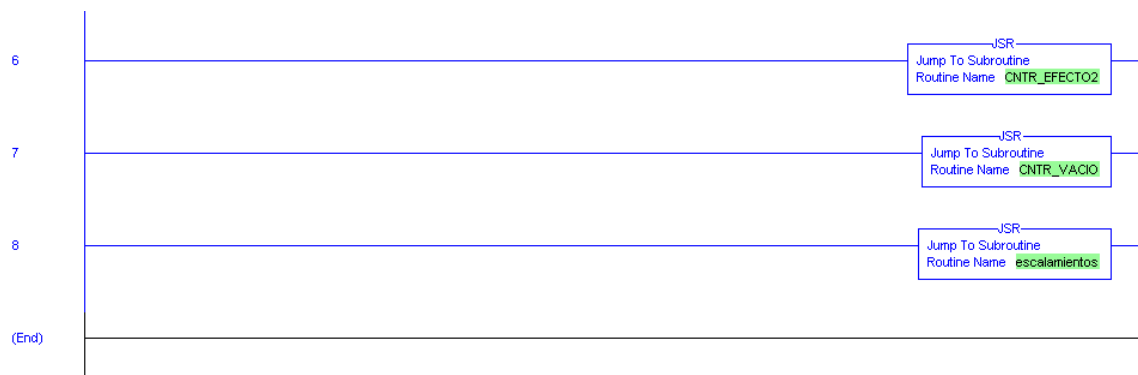 6
JSR
Jump To Subroutine
Routine Name CNTR_EFECTO2
7
JSR
Jump To Subroutine
Routine Name CNTR_VACIO
8
JSR
Jump To Subroutine
Routine Name escalamientos
(End)